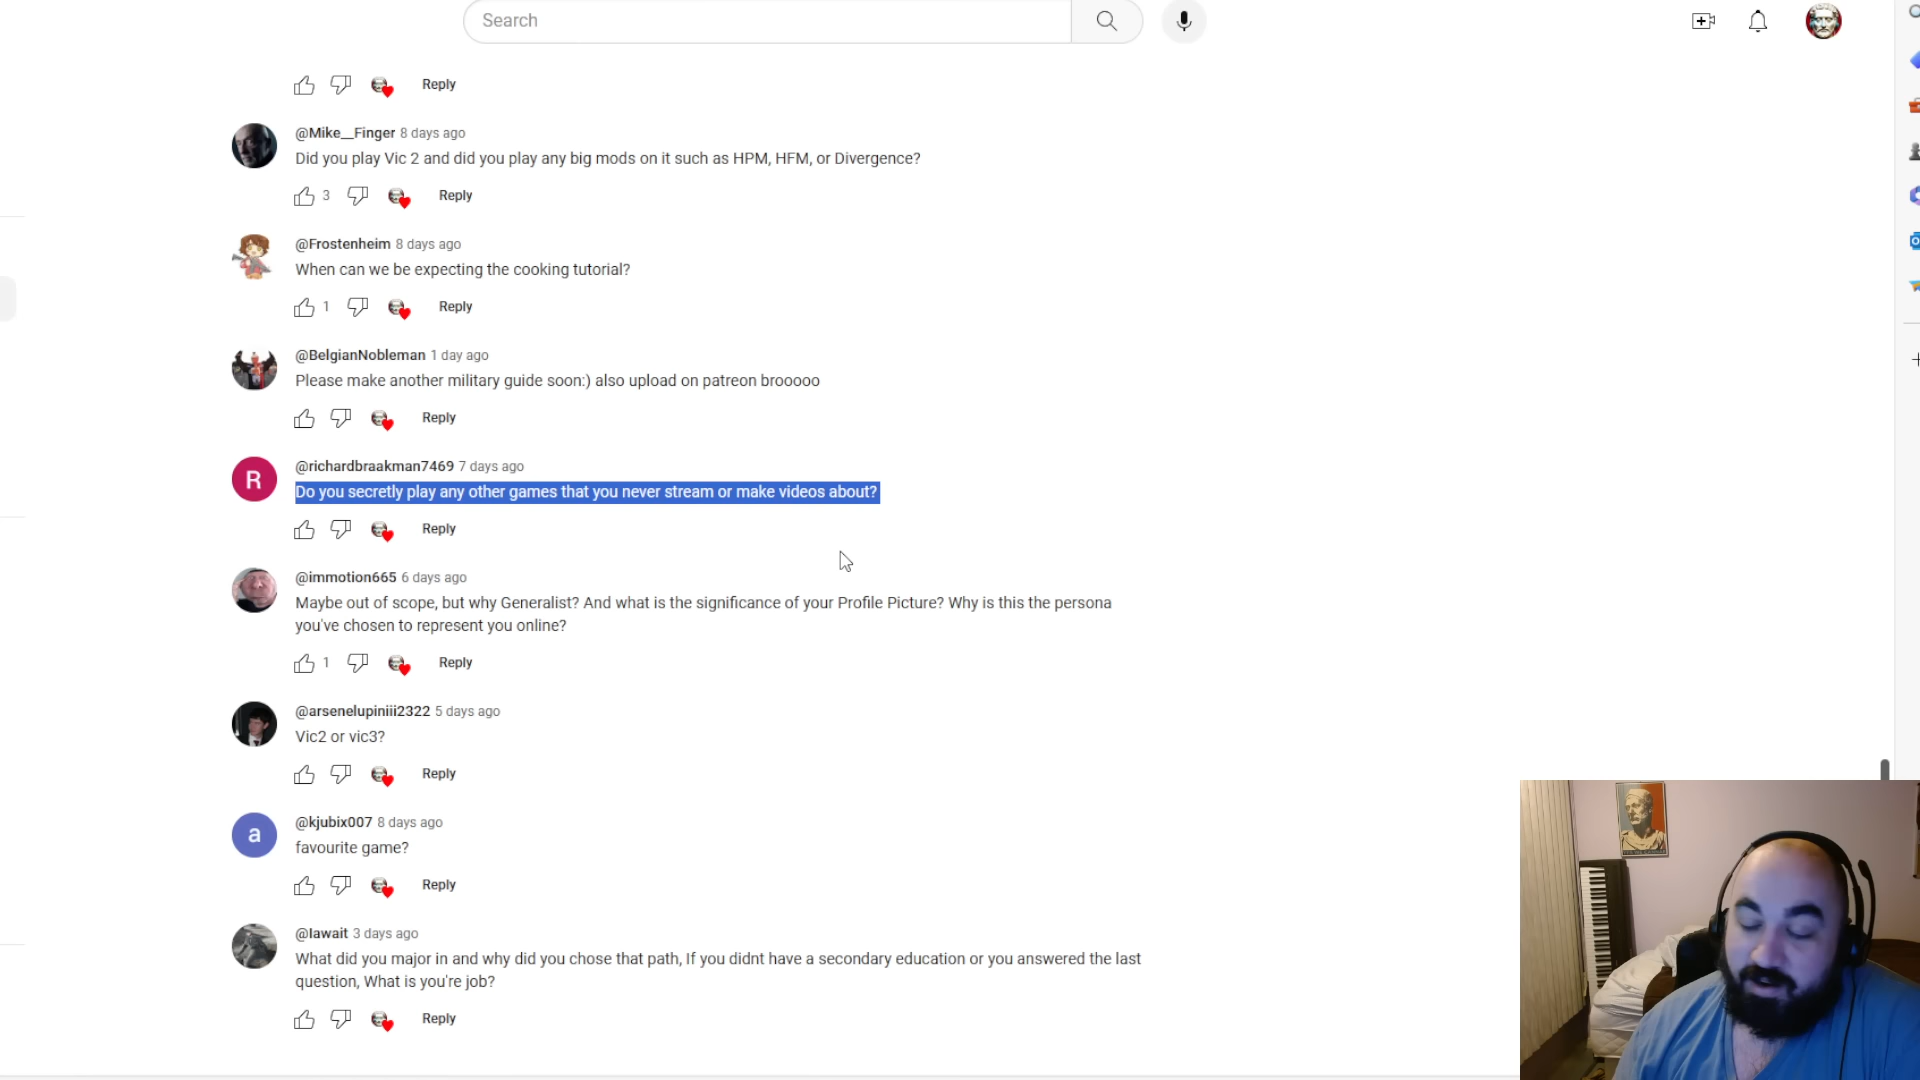 Search
Reply
@Mike__Finger 8 days ago
Did you play Vic 2 and did you play any big mods on it such as HPM, HFM, or Divergence?
3 Reply
@Frostenheim 8 days ago
When can we be expecting the cooking tutorial?
1 Reply
@BelgianNobleman 1 day ago
Please make another military guide soon:) also upload on patreon brooooo
Reply
R
@richardbraakman7469 7 days ago
Do you secretly play any other games that you never stream or make videos about?
Reply
@immotion665 6 days ago
Maybe out of scope, but why Generalist? And what is the significance of your Profile Picture? Why is this the persona
you've chosen to represent you online?
1 Reply
@arsenelupiniii2322 5 days ago
Vic2 or vic3?
Reply
a
@kjubix007 8 days ago
favourite game?
Reply
@lawait 3 days ago
What did you major in and why did you chose that path, If you didnt have a secondary education or you answered the last
question, What is you're job?
Reply